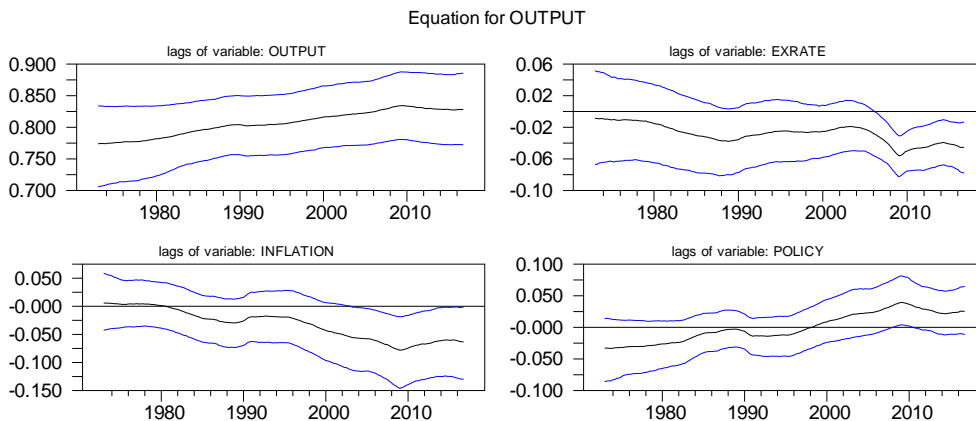 Equation for OUTPUT
lags of variable: OUTPUT
0.900
0.850
0.800
0.750
0.700
1980 1990 2000 2010
lags of variable: EXRATE
0.06
0.02
-0.02
-0.06
-0.10
1980 1990 2000 2010
lags of variable: INFLATION
0.050
-0.000
-0.050
-0.100
-0.150
1980 1990 2000 2010
lags of variable: POLICY
0.100
0.050
-0.000
-0.050
-0.100
1980 1990 2000 2010